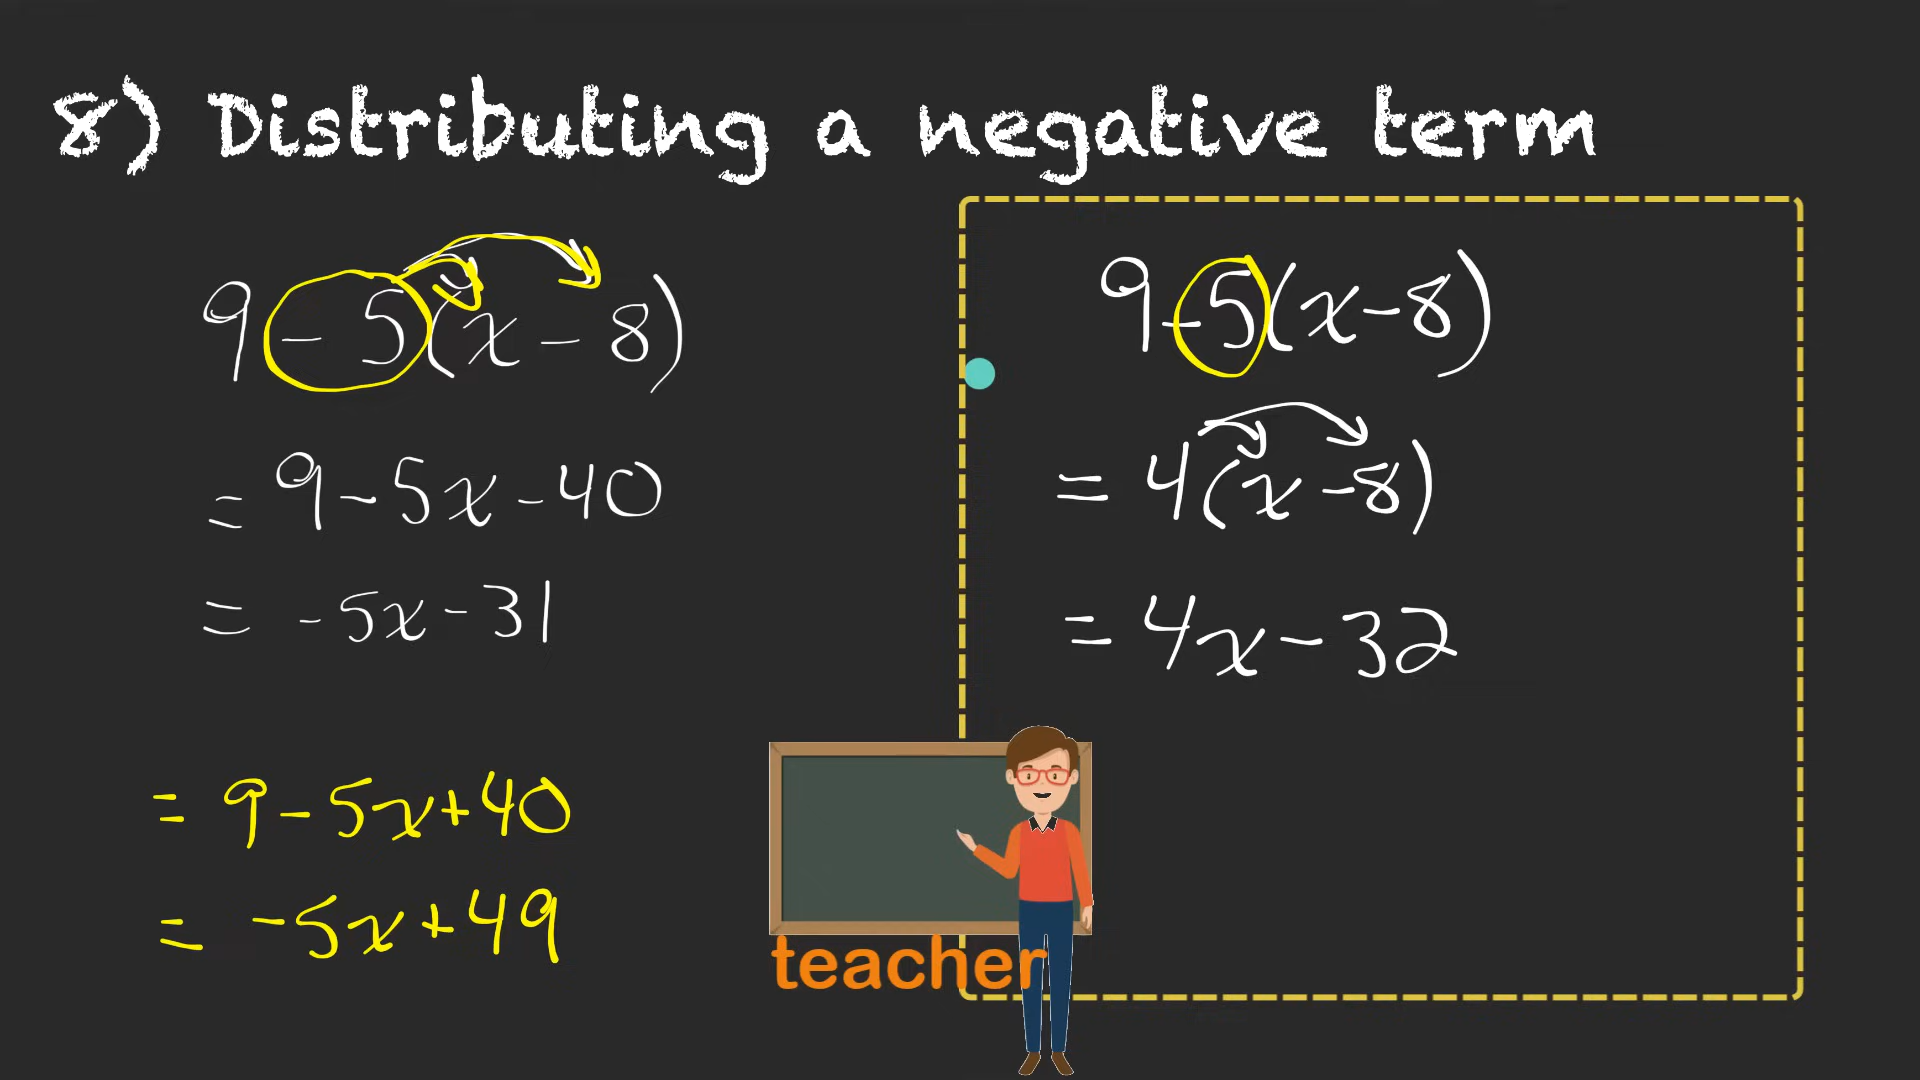 8) Distributing a negative term
9 - 5(x - 8)
= 9 - 5x - 40
= -5x - 31
= 9 - 5x + 40
= -5x + 49
9 - 5(x - 8)
= 4(x - 8)
= 4x - 32
teacher